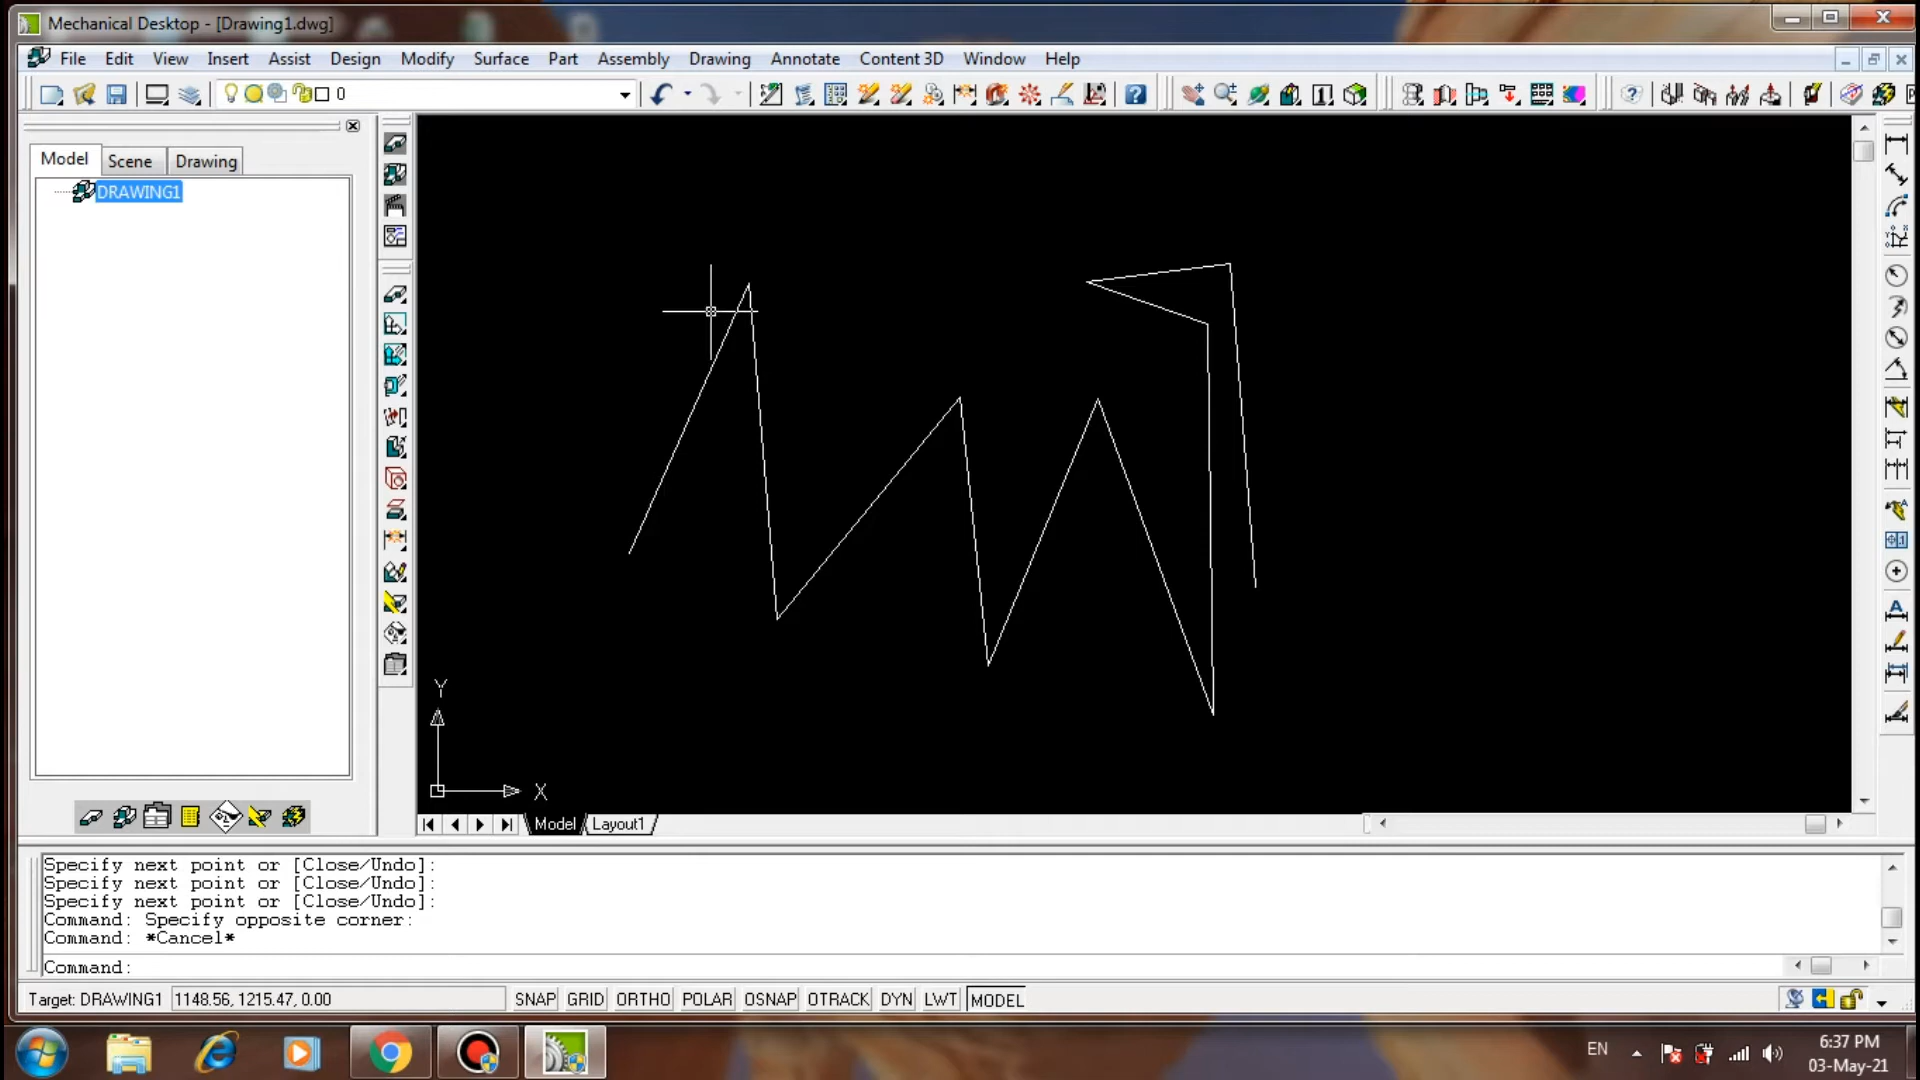 Mechanical Desktop - [Drawing1.dwg]
File Edit View Insert Assist Design Modify Surface Part Assembly Drawing Annotate Content 3D Window Help
0
Model Scene Drawing
DRAWING1
Y
X
Model Layout1
Specify next point or [Close/Undo]:
Specify next point or [Close/Undo]:
Specify next point or [Close/Undo]:
Command: Specify opposite corner:
Command: *Cancel*
Command:
Target: DRAWING1 1148.56, 1215.47, 0.00 SNAP GRID ORTHO POLAR OSNAP OTRACK DYN LWT MODEL
EN
6:37 PM
03-May-21